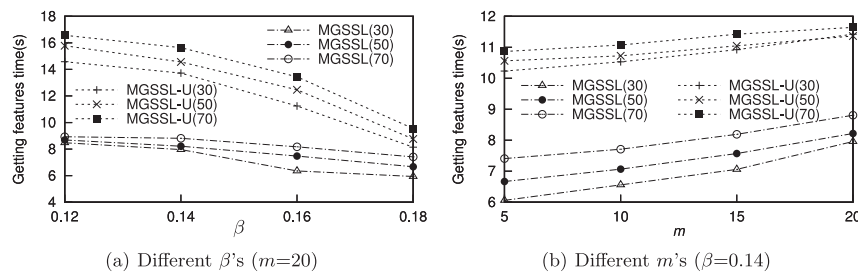 Getting features time(s)
20
18
16
14
12
10
8
6
4
0.12
0.14
0.16
0.18
β
MGSSL(30)
MGSSL(50)
MGSSL(70)
MGSSL-U(30)
MGSSL-U(50)
MGSSL-U(70)
(a) Different β's (m=20)
Getting features time(s)
12
11
10
9
8
7
6
5
10
15
20
m
MGSSL(30)
MGSSL(50)
MGSSL(70)
MGSSL-U(30)
MGSSL-U(50)
MGSSL-U(70)
(b) Different m's (β=0.14)